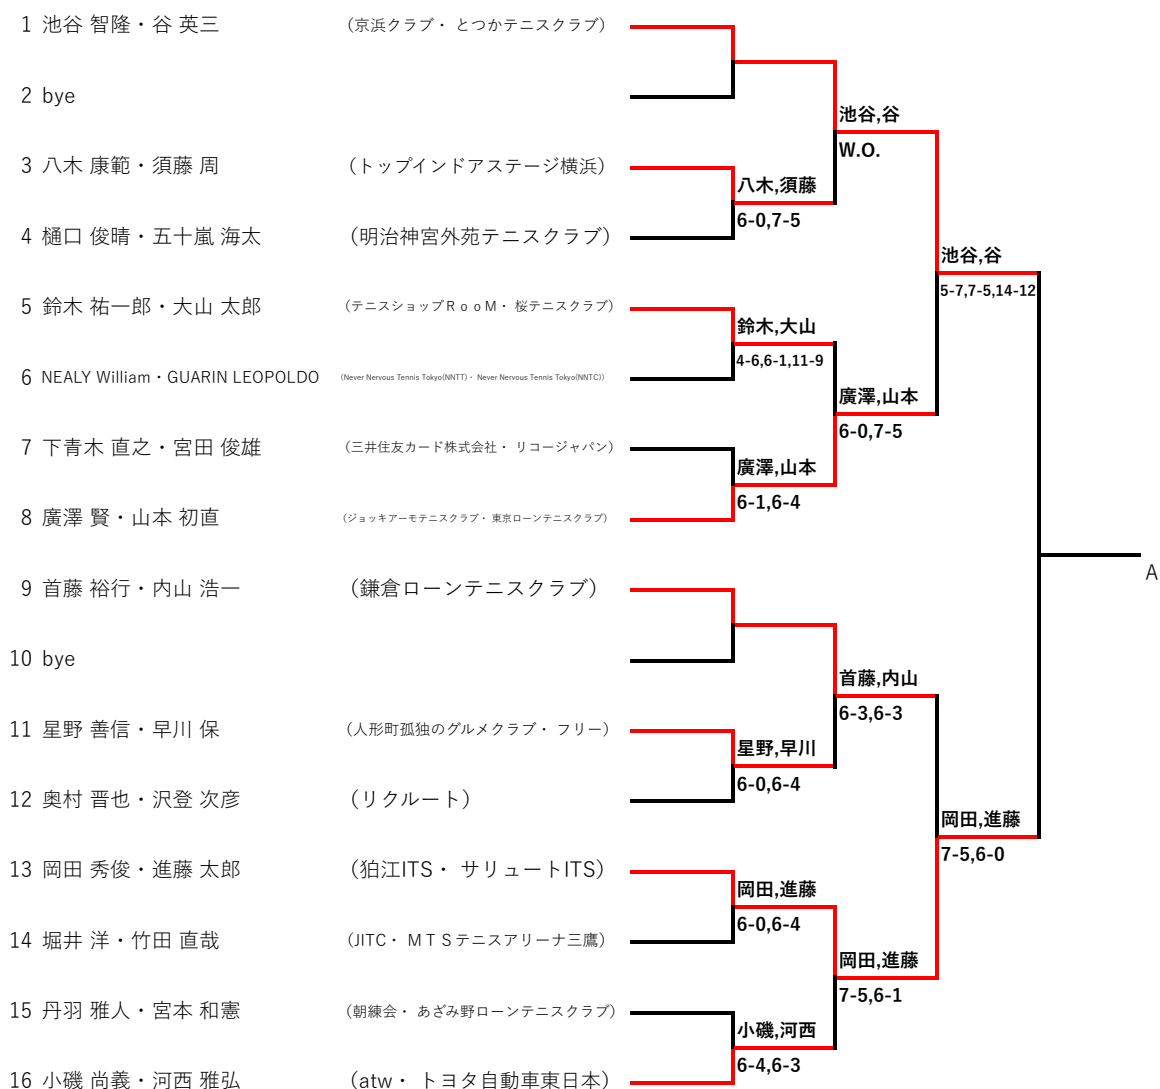 1 池谷 智隆・谷 英三 （京浜クラブ・ とつかテニスクラブ）
2 bye
池谷,谷
W.O.
3 八木 康範・須藤 周 （トップインドアステージ横浜）
八木,須藤
6-0,7-5
4 樋口 俊晴・五十嵐 海太 （明治神宮外苑テニスクラブ）
池谷,谷
5-7,7-5,14-12
5 鈴木 祐一郎・大山 太郎 （テニスショップＲｏｏＭ・ 桜テニスクラブ）
鈴木,大山
4-6,6-1,11-9
6 NEALY William・GUARIN LEOPOLDO （Never Nervous Tennis Tokyo(NNTT)・ Never Nervous Tennis Tokyo(NNTC)）
廣澤,山本
6-0,7-5
7 下青木 直之・宮田 俊雄 （三井住友カード株式会社・ リコージャパン）
廣澤,山本
6-1,6-4
8 廣澤 賢・山本 初直 （ジョッキアーモテニスクラブ・ 東京ローンテニスクラブ）
A
9 首藤 裕行・内山 浩一 （鎌倉ローンテニスクラブ）
10 bye
首藤,内山
6-3,6-3
11 星野 善信・早川 保 （人形町孤独のグルメクラブ・ フリー）
星野,早川
6-0,6-4
12 奥村 晋也・沢登 次彦 （リクルート）
岡田,進藤
7-5,6-0
13 岡田 秀俊・進藤 太郎 （狛江ITS・ サリュートITS）
岡田,進藤
6-0,6-4
14 堀井 洋・竹田 直哉 （JITC・ ＭＴＳテニスアリーナ三鷹）
岡田,進藤
7-5,6-1
15 丹羽 雅人・宮本 和憲 （朝練会・ あざみ野ローンテニスクラブ）
小磯,河西
6-4,6-3
16 小磯 尚義・河西 雅弘 （atw・ トヨタ自動車東日本）